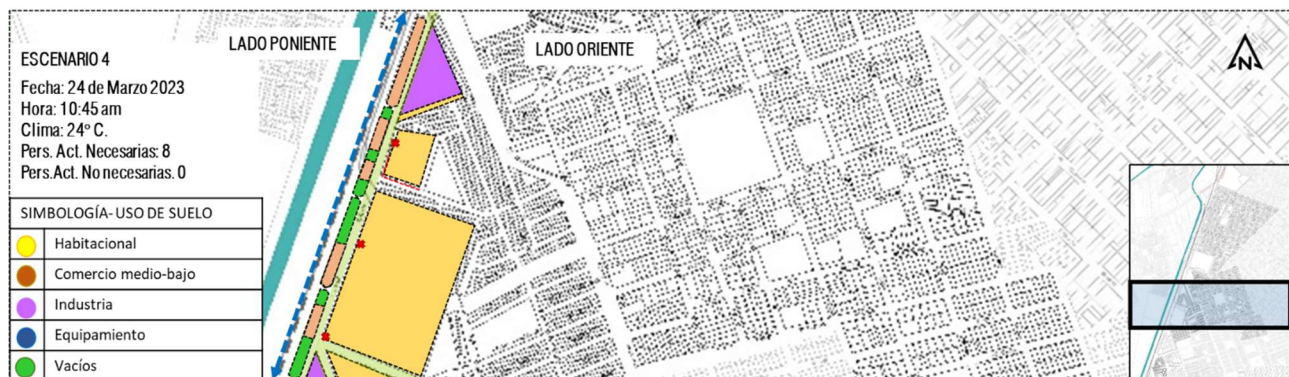 LADO PONIENTE
LADO ORIENTE
N
ESCENARIO 4
Fecha: 24 de Marzo 2023
Hora: 10:45 am
Clima: 24° C.
Pers. Act. Necesarias: 8
Pers.Act. No necesarias. 0
SIMBOLOGÍA- USO DE SUELO
Habitacional
Comercio medio-bajo
Industria
Equipamiento
Vacíos